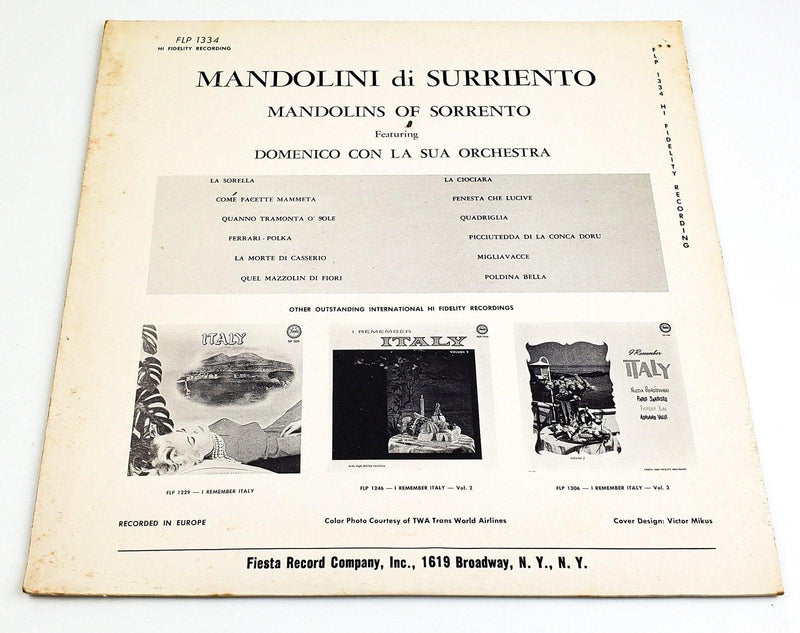 FLP 1334
HI FIDELITY RECORDING
FLP 1334 HI FIDELITY RECORDING
MANDOLINI di SURRIENTO
MANDOLINS OF SORRENTO
Featuring
DOMENICO CON LA SUA ORCHESTRA
LA SORELLA
COMÉ FACETTE MAMMETA
QUANNO TRAMONTA O' SOLE
FERRARI - POLKA
LA MORTE DI CASSERIO
QUEL MAZZOLIN DI FIORI
LA CIOCIARA
FENESTA CHE LUCIVE
QUADRIGLIA
PICCIUTEDDA DI LA CONCA DORU
MIGLIAVACCE
POLDINA BELLA
OTHER OUTSTANDING INTERNATIONAL HI FIDELITY RECORDINGS
ITALY
I REMEMBER
ITALY
VOLUME 2
I Remember
ITALY
VOLUME 3
FLP 1229 — I REMEMBER ITALY
FLP 1246 — I REMEMBER ITALY — Vol. 2
FLP 1306 — I REMEMBER ITALY — Vol. 3
RECORDED IN EUROPE
Color Photo Courtesy of TWA Trans World Airlines
Cover Design: Victor Mikus
Fiesta Record Company, Inc., 1619 Broadway, N. Y., N. Y.